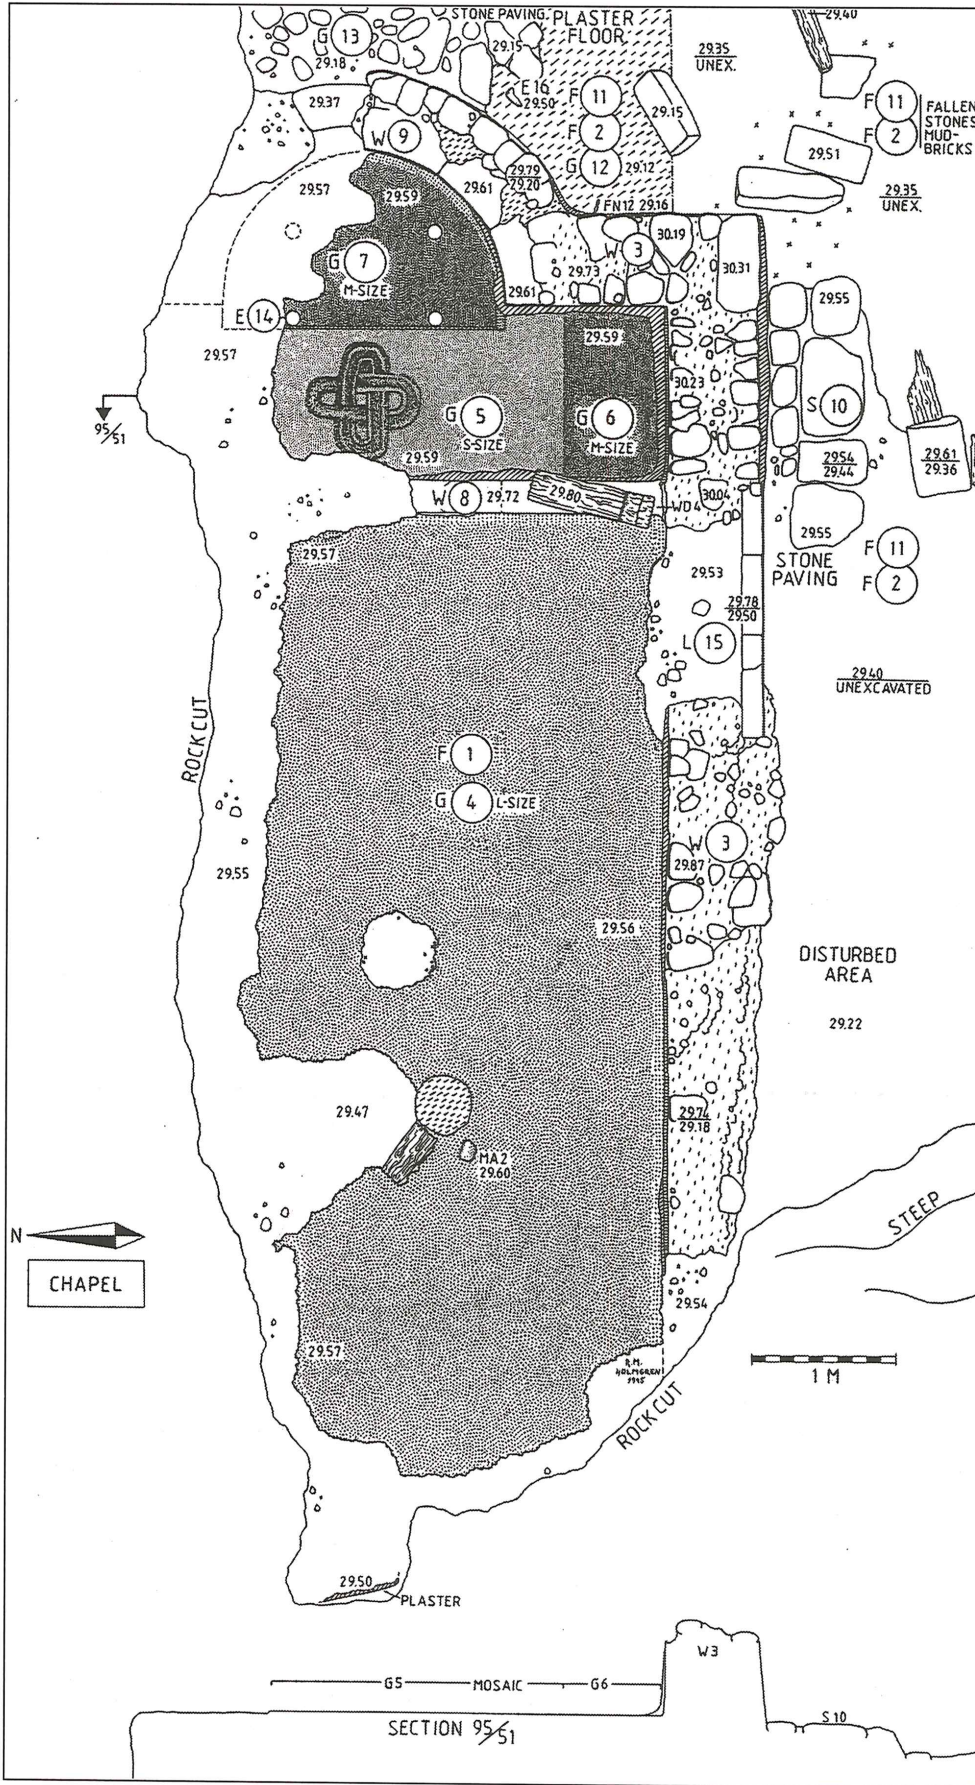 STONE PAVING
PLASTER FLOOR
29.40
G 13
29.18
29.15
29.35
UNEX.
E 16
29.50
F 11
F 2
G 12
29.12
29.15
F 11
F 2
FALLEN
STONES
MUD-
BRICKS
29.37
W 9
29.51
29.79
29.20
29.61
29.57
29.59
29.35
UNEX.
FN12 29.16
W 3
30.19
29.73
30.31
29.61
G 7
M-SIZE
E 14
29.55
29.59
29.57
30.23
S 10
G 5
S-SIZE
G 6
M-SIZE
95/51
29.59
29.54
29.44
29.61
29.36
W 8
29.72
29.80
WD 4
30.04
29.55
29.57
F 11
F 2
STONE
PAVING
29.53
29.78
29.50
L 15
29.40
UNEXCAVATED
ROCKCUT
F 1
G 4
L-SIZE
W 3
29.87
29.55
29.56
DISTURBED
AREA
29.22
29.47
29.74
29.18
MA2
29.60
STEEP
N
CHAPEL
29.54
29.57
R.M.
HOLMGREN
1995
1 M
ROCKCUT
29.50
PLASTER
W3
G5 MOSAIC G6
S 10
SECTION 95/51